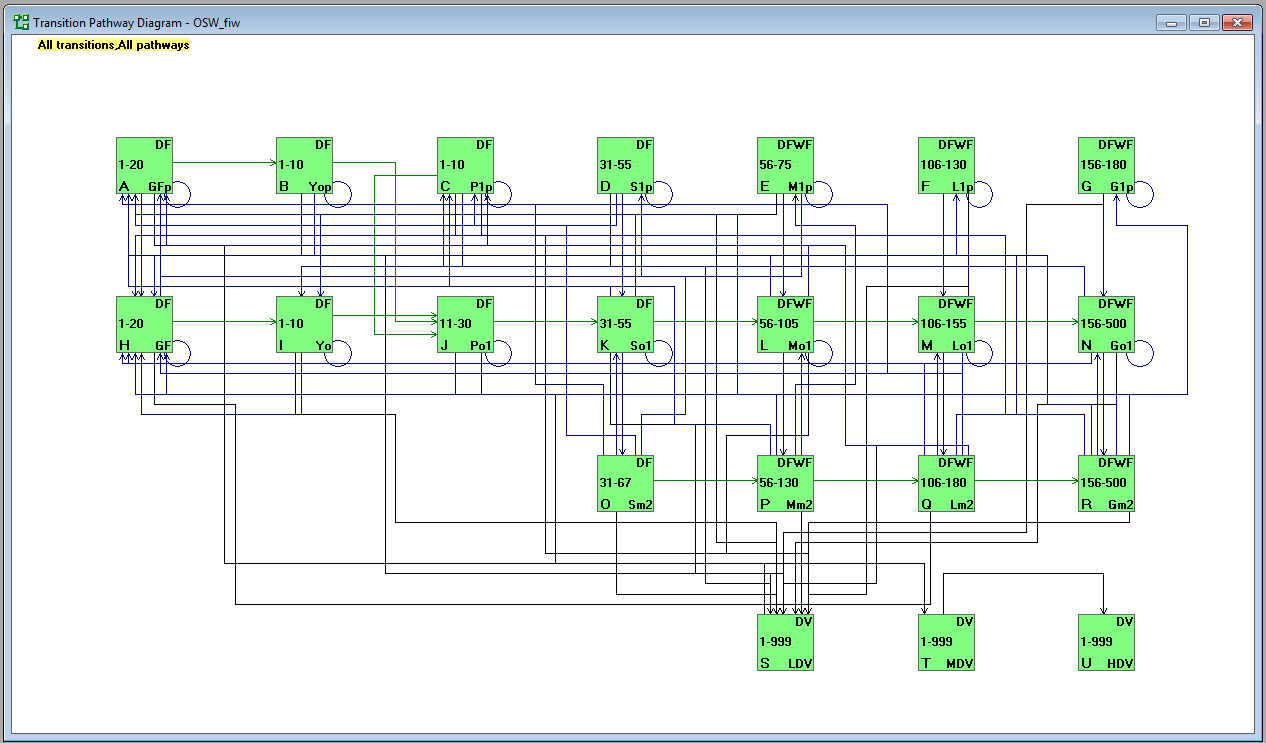 Transition Pathway Diagram - OSW_fiw
All transitions,All pathways
DF
1-20
A GFp
DF
1-10
B Yop
DF
1-10
C P1p
DF
31-55
D S1p
DFWF
56-75
E M1p
DFWF
106-130
F L1p
DFWF
156-180
G G1p
DF
1-20
H GF
DF
1-10
I Yo
DF
11-30
J Po1
DF
31-55
K So1
DFWF
56-105
L Mo1
DFWF
106-155
M Lo1
DFWF
156-500
N Go1
DF
31-67
O Sm2
DFWF
56-130
P Mm2
DFWF
106-180
Q Lm2
DFWF
156-500
R Gm2
DV
1-999
S LDV
DV
1-999
T MDV
DV
1-999
U HDV